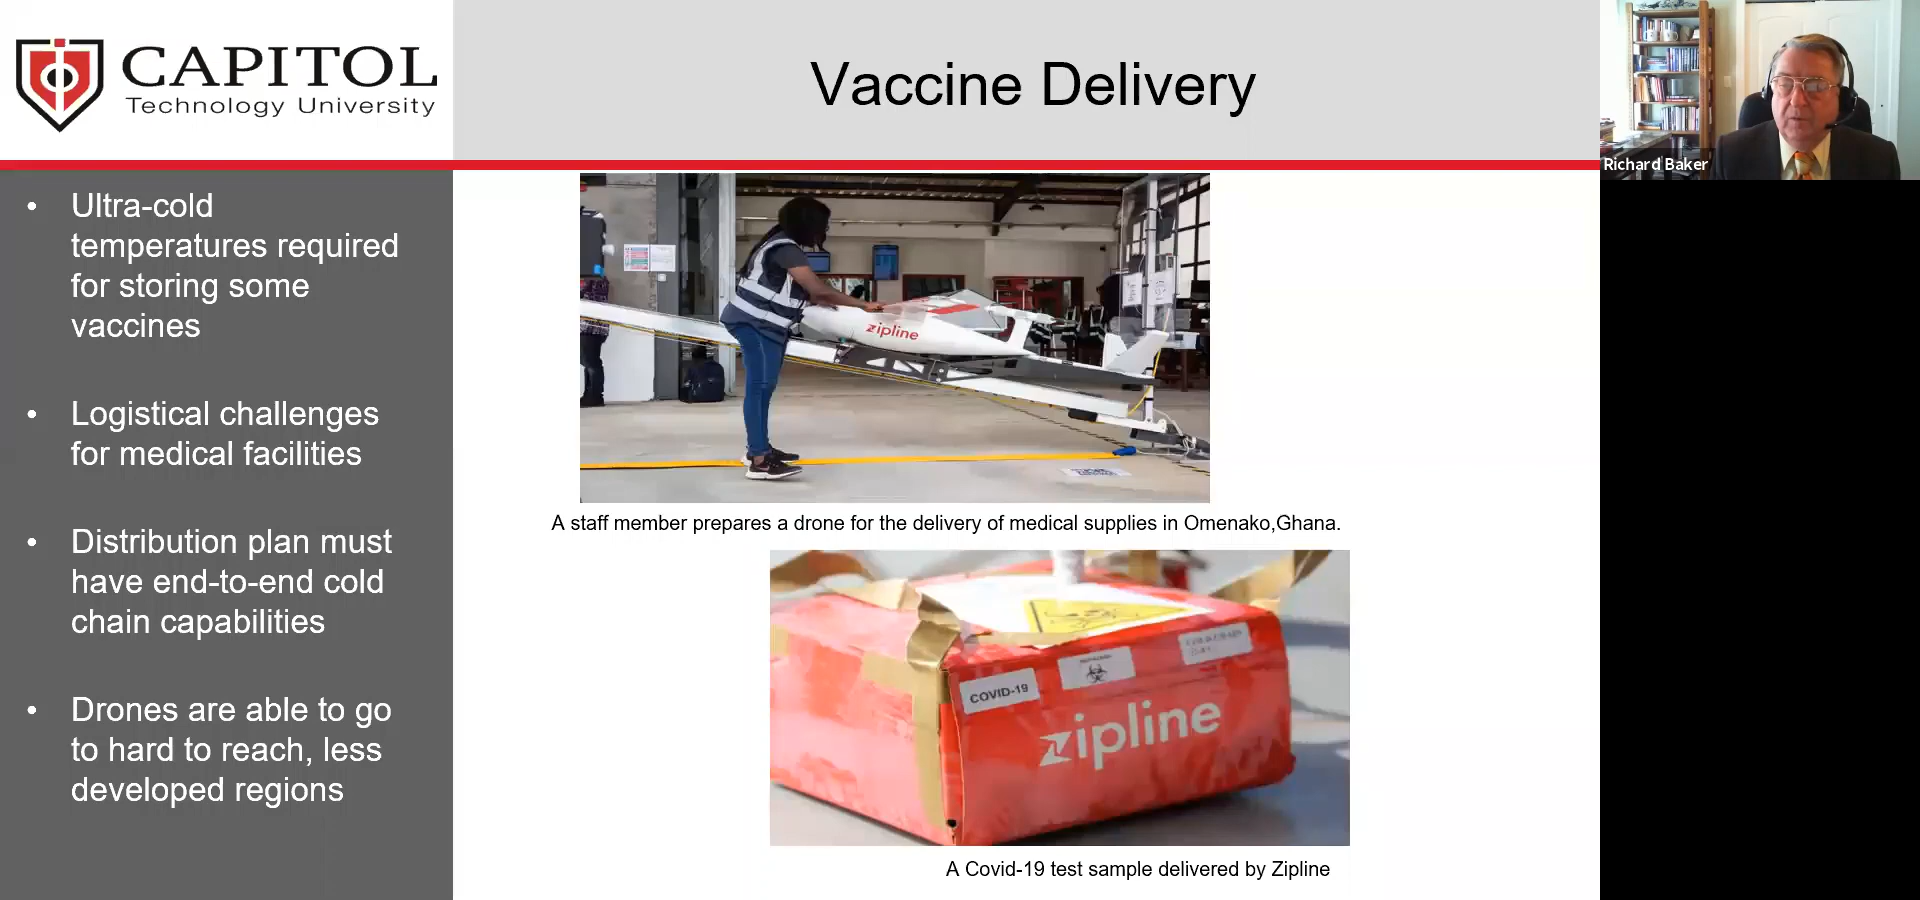 CAPITOL
Technology University
Vaccine Delivery
Richard Baker
• Ultra-cold
temperatures required
for storing some
vaccines
• Logistical challenges
for medical facilities
• Distribution plan must
have end-to-end cold
chain capabilities
• Drones are able to go
to hard to reach, less
developed regions
zipline
A staff member prepares a drone for the delivery of medical supplies in Omenako,Ghana.
COVID-19
zipline
A Covid-19 test sample delivered by Zipline